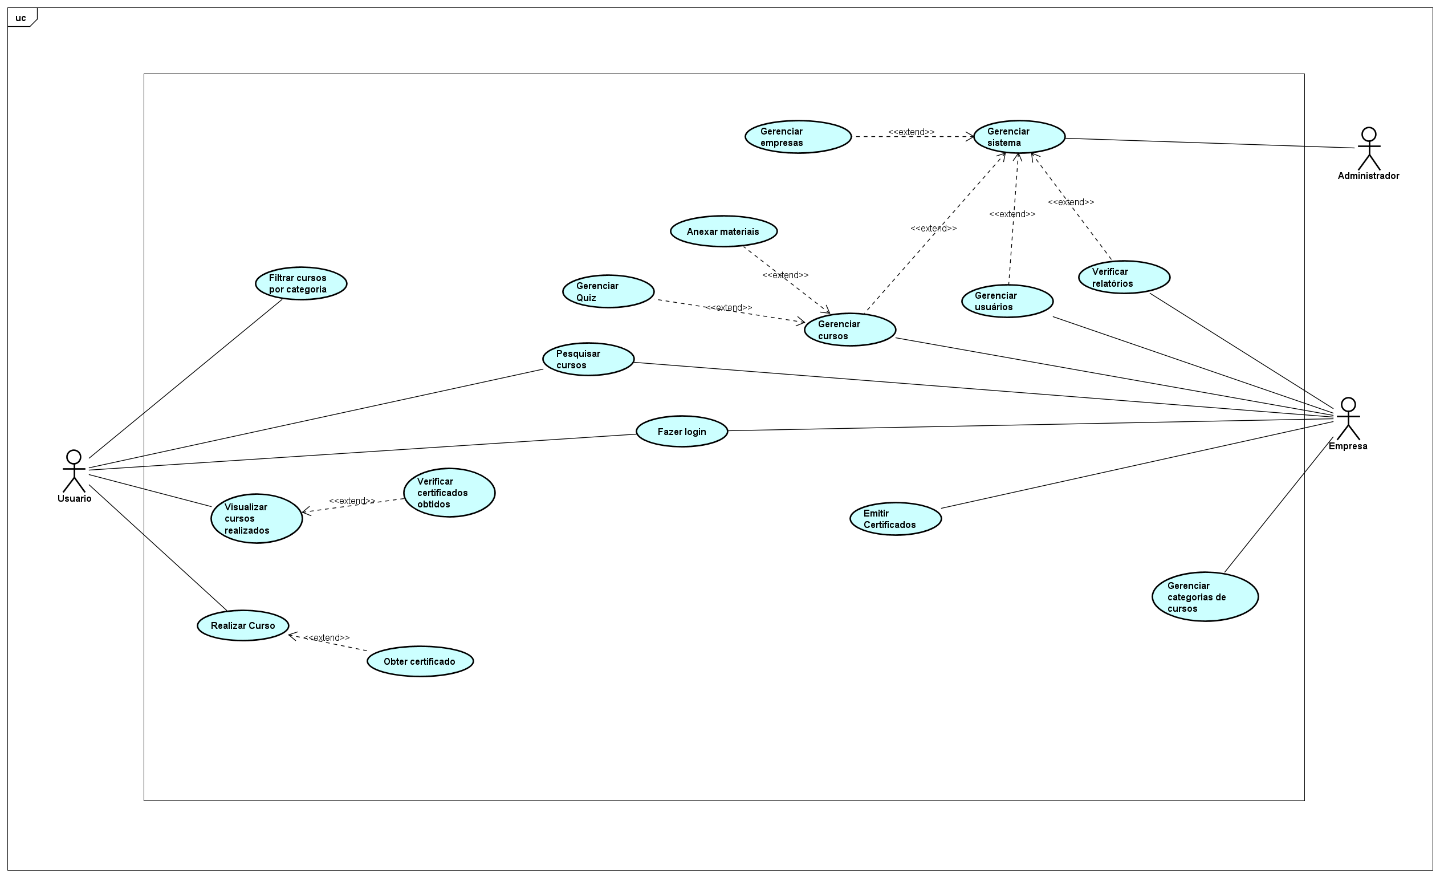 uc
Gerenciar
empresas
<<extend>>
Gerenciar
sistema
Administrador
<<extend>>
<<extend>>
<<extend>>
Anexar materiais
<<extend>>
Filtrar cursos
por categoria
Gerenciar
Quiz
<<extend>>
Gerenciar
cursos
Gerenciar
usuários
Verificar
relatórios
Pesquisar
cursos
Fazer login
Empresa
Usuario
Visualizar
cursos
realizados
<<extend>>
Verificar
certificados
obtidos
Emitir
Certificados
Gerenciar
categorias de
cursos
Realizar Curso
<<extend>>
Obter certificado